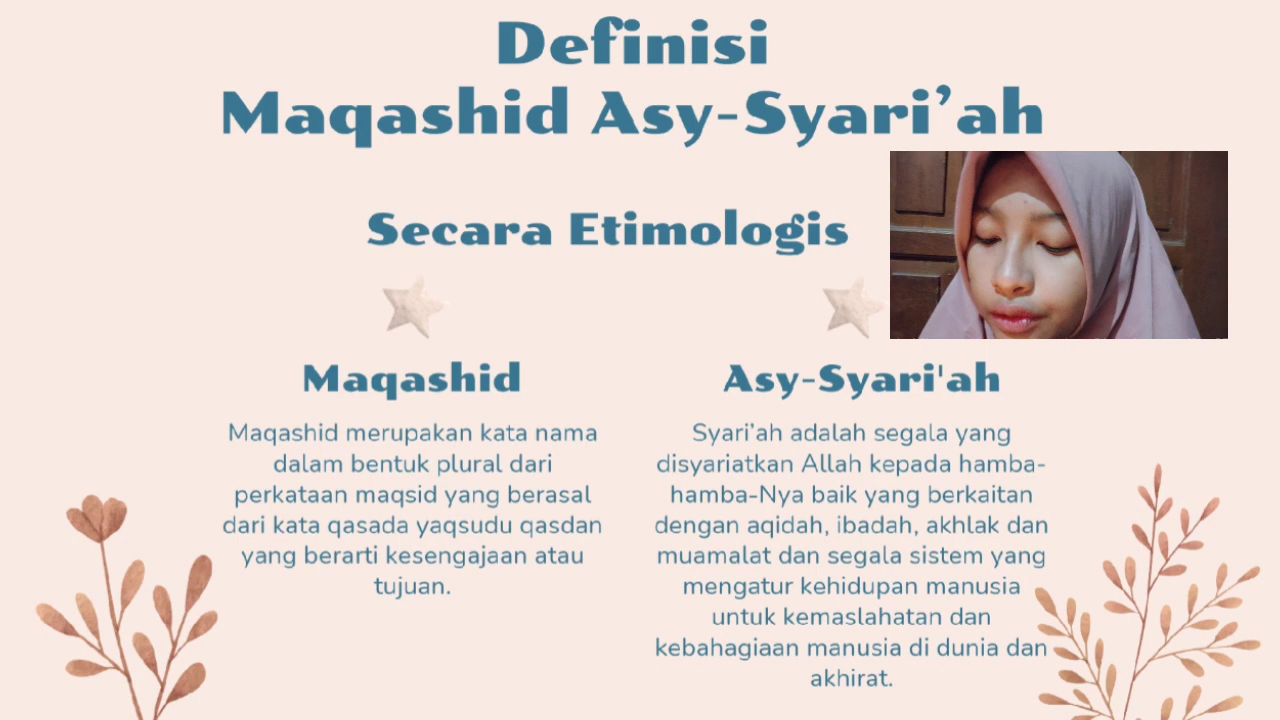 Definisi
Maqashid Asy-Syari’ah
Secara Etimologis
Maqashid
Maqashid merupakan kata nama
dalam bentuk plural dari
perkataan maqsid yang berasal
dari kata qasada yaqsudu qasdan
yang berarti kesengajaan atau
tujuan.
Asy-Syari'ah
Syari’ah adalah segala yang
disyariatkan Allah kepada hamba-
hamba-Nya baik yang berkaitan
dengan aqidah, ibadah, akhlak dan
muamalat dan segala sistem yang
mengatur kehidupan manusia
untuk kemaslahatan dan
kebahagiaan manusia di dunia dan
akhirat.